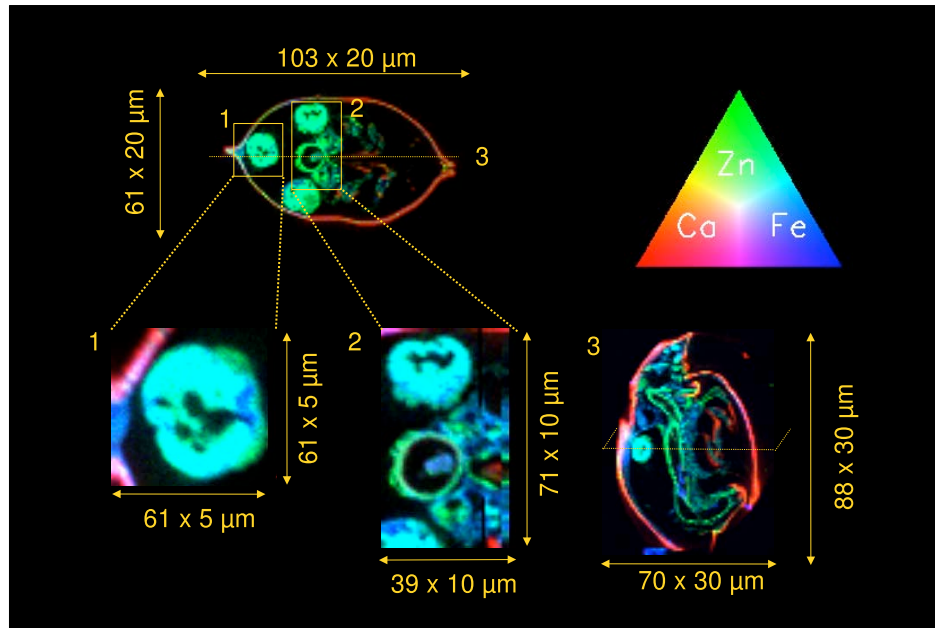 103 x 20 µm
61 x 20 µm
1
2
3
Zn
Ca
Fe
1
61 x 5 µm
61 x 5 µm
2
71 x 10 µm
39 x 10 µm
3
88 x 30 µm
70 x 30 µm